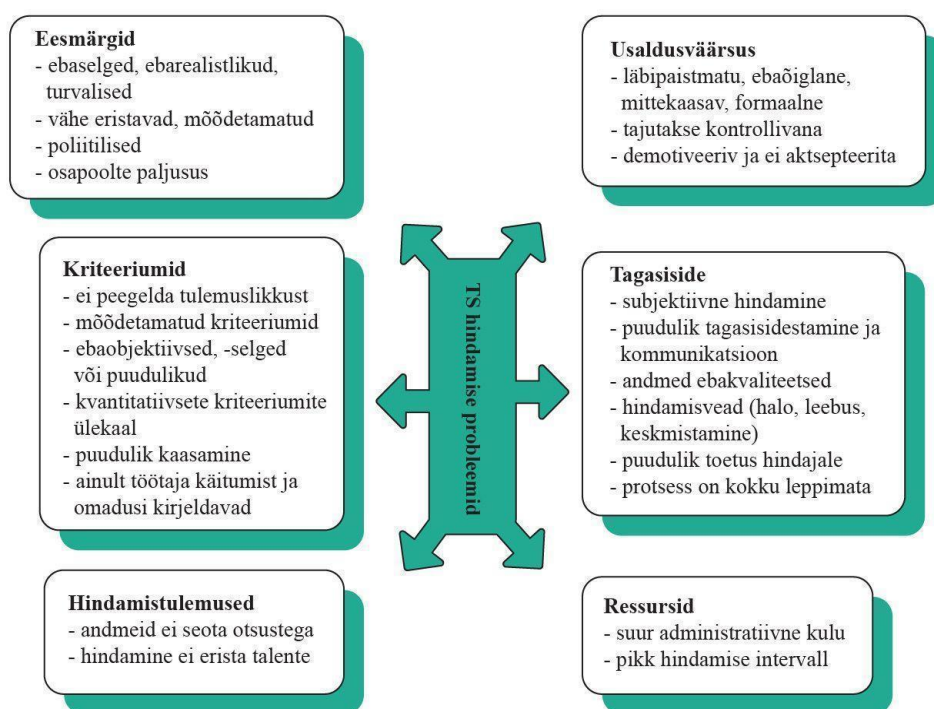 Eesmärgid
- ebaselged, ebarealistlikud,
turvalised
- vähe eristavad, mõõdetamatud
- poliitilised
- osapoolte paljusus
Kriteeriumid
- ei peegelda tulemuslikkust
- mõõdetamatud kriteeriumid
- ebaobjektiivsed, -selged
või puudulikud
- kvantitatiivsete kriteeriumite
ülekaal
- puudulik kaasamine
- ainult töötaja käitumist ja
omadusi kirjeldavad
Hindamistulemused
- andmeid ei seota otsustega
- hindamine ei erista talente
TS hindamise probleemid
Usaldusväärsus
- läbipaistmatu, ebaõiglane,
mittekaasav, formaalne
- tajutakse kontrollivana
- demotiveeriv ja ei aktsepteerita
Tagasiside
- subjektiivne hindamine
- puudulik tagasisidestamine ja
kommunikatsioon
- andmed ebakvaliteetsed
- hindamisvead (halo, leebus,
keskmistamine)
- puudulik toetus hindajale
- protsess on kokku leppimata
Ressursid
- suur administratiivne kulu
- pikk hindamise intervall